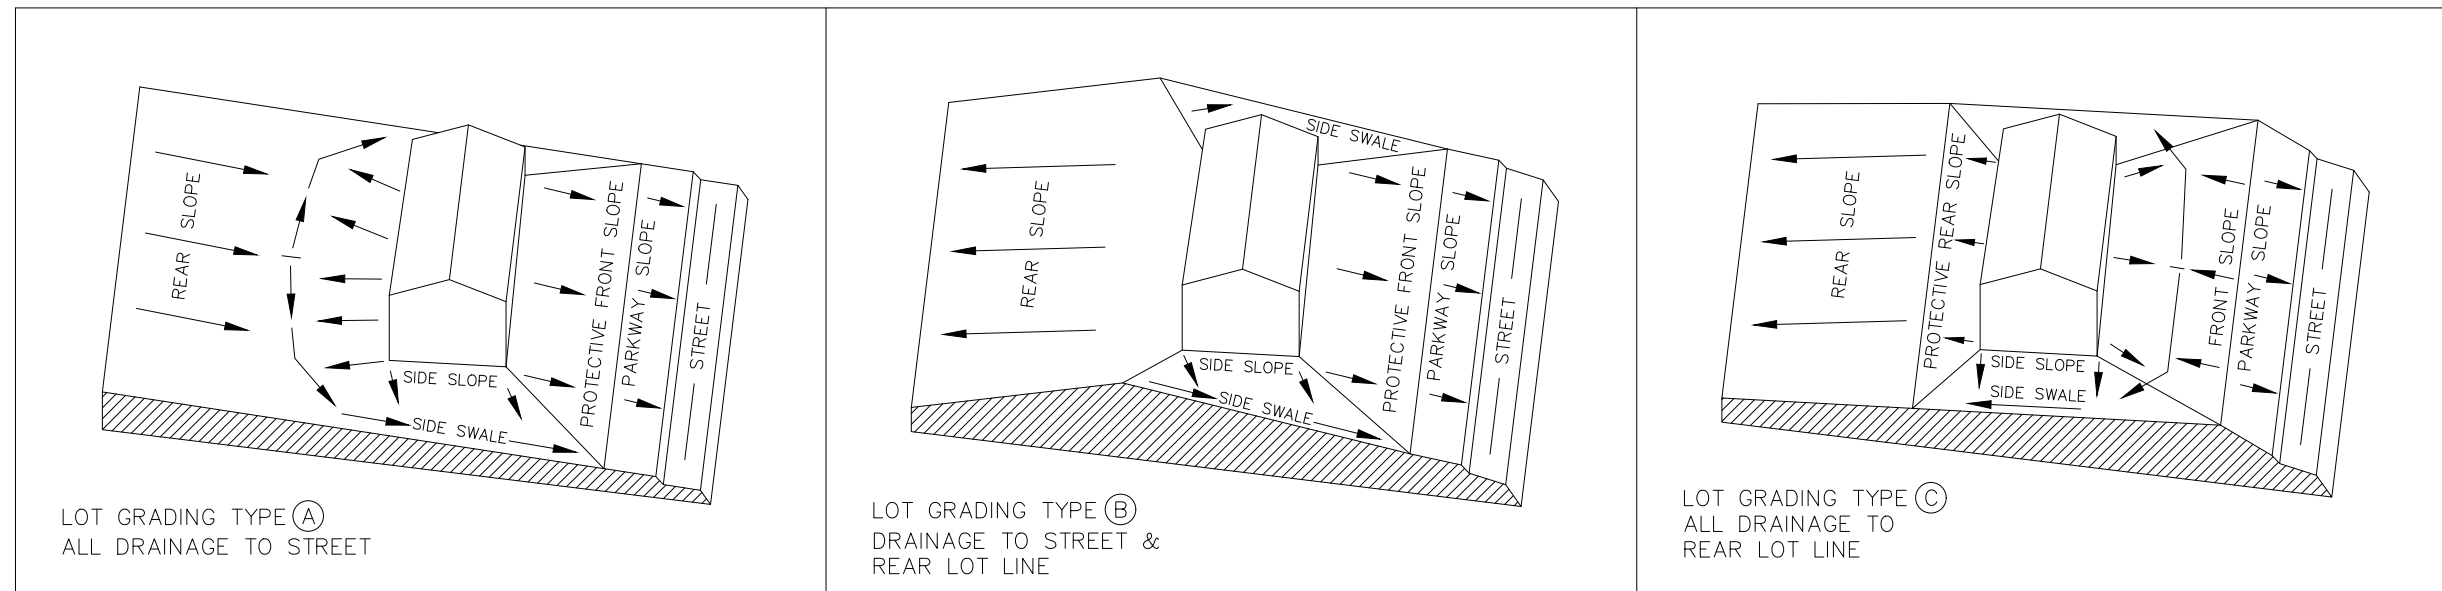 REAR SLOPE
SIDE SLOPE
SIDE SWALE
PROTECTIVE FRONT SLOPE
PARKWAY SLOPE
STREET
LOT GRADING TYPE A
ALL DRAINAGE TO STREET
SIDE SWALE
REAR SLOPE
SIDE SLOPE
SIDE SWALE
PROTECTIVE FRONT SLOPE
PARKWAY SLOPE
STREET
LOT GRADING TYPE B
DRAINAGE TO STREET &
REAR LOT LINE
REAR SLOPE
PROTECTIVE REAR SLOPE
SIDE SLOPE
SIDE SWALE
FRONT SLOPE
PARKWAY SLOPE
STREET
LOT GRADING TYPE C
ALL DRAINAGE TO
REAR LOT LINE